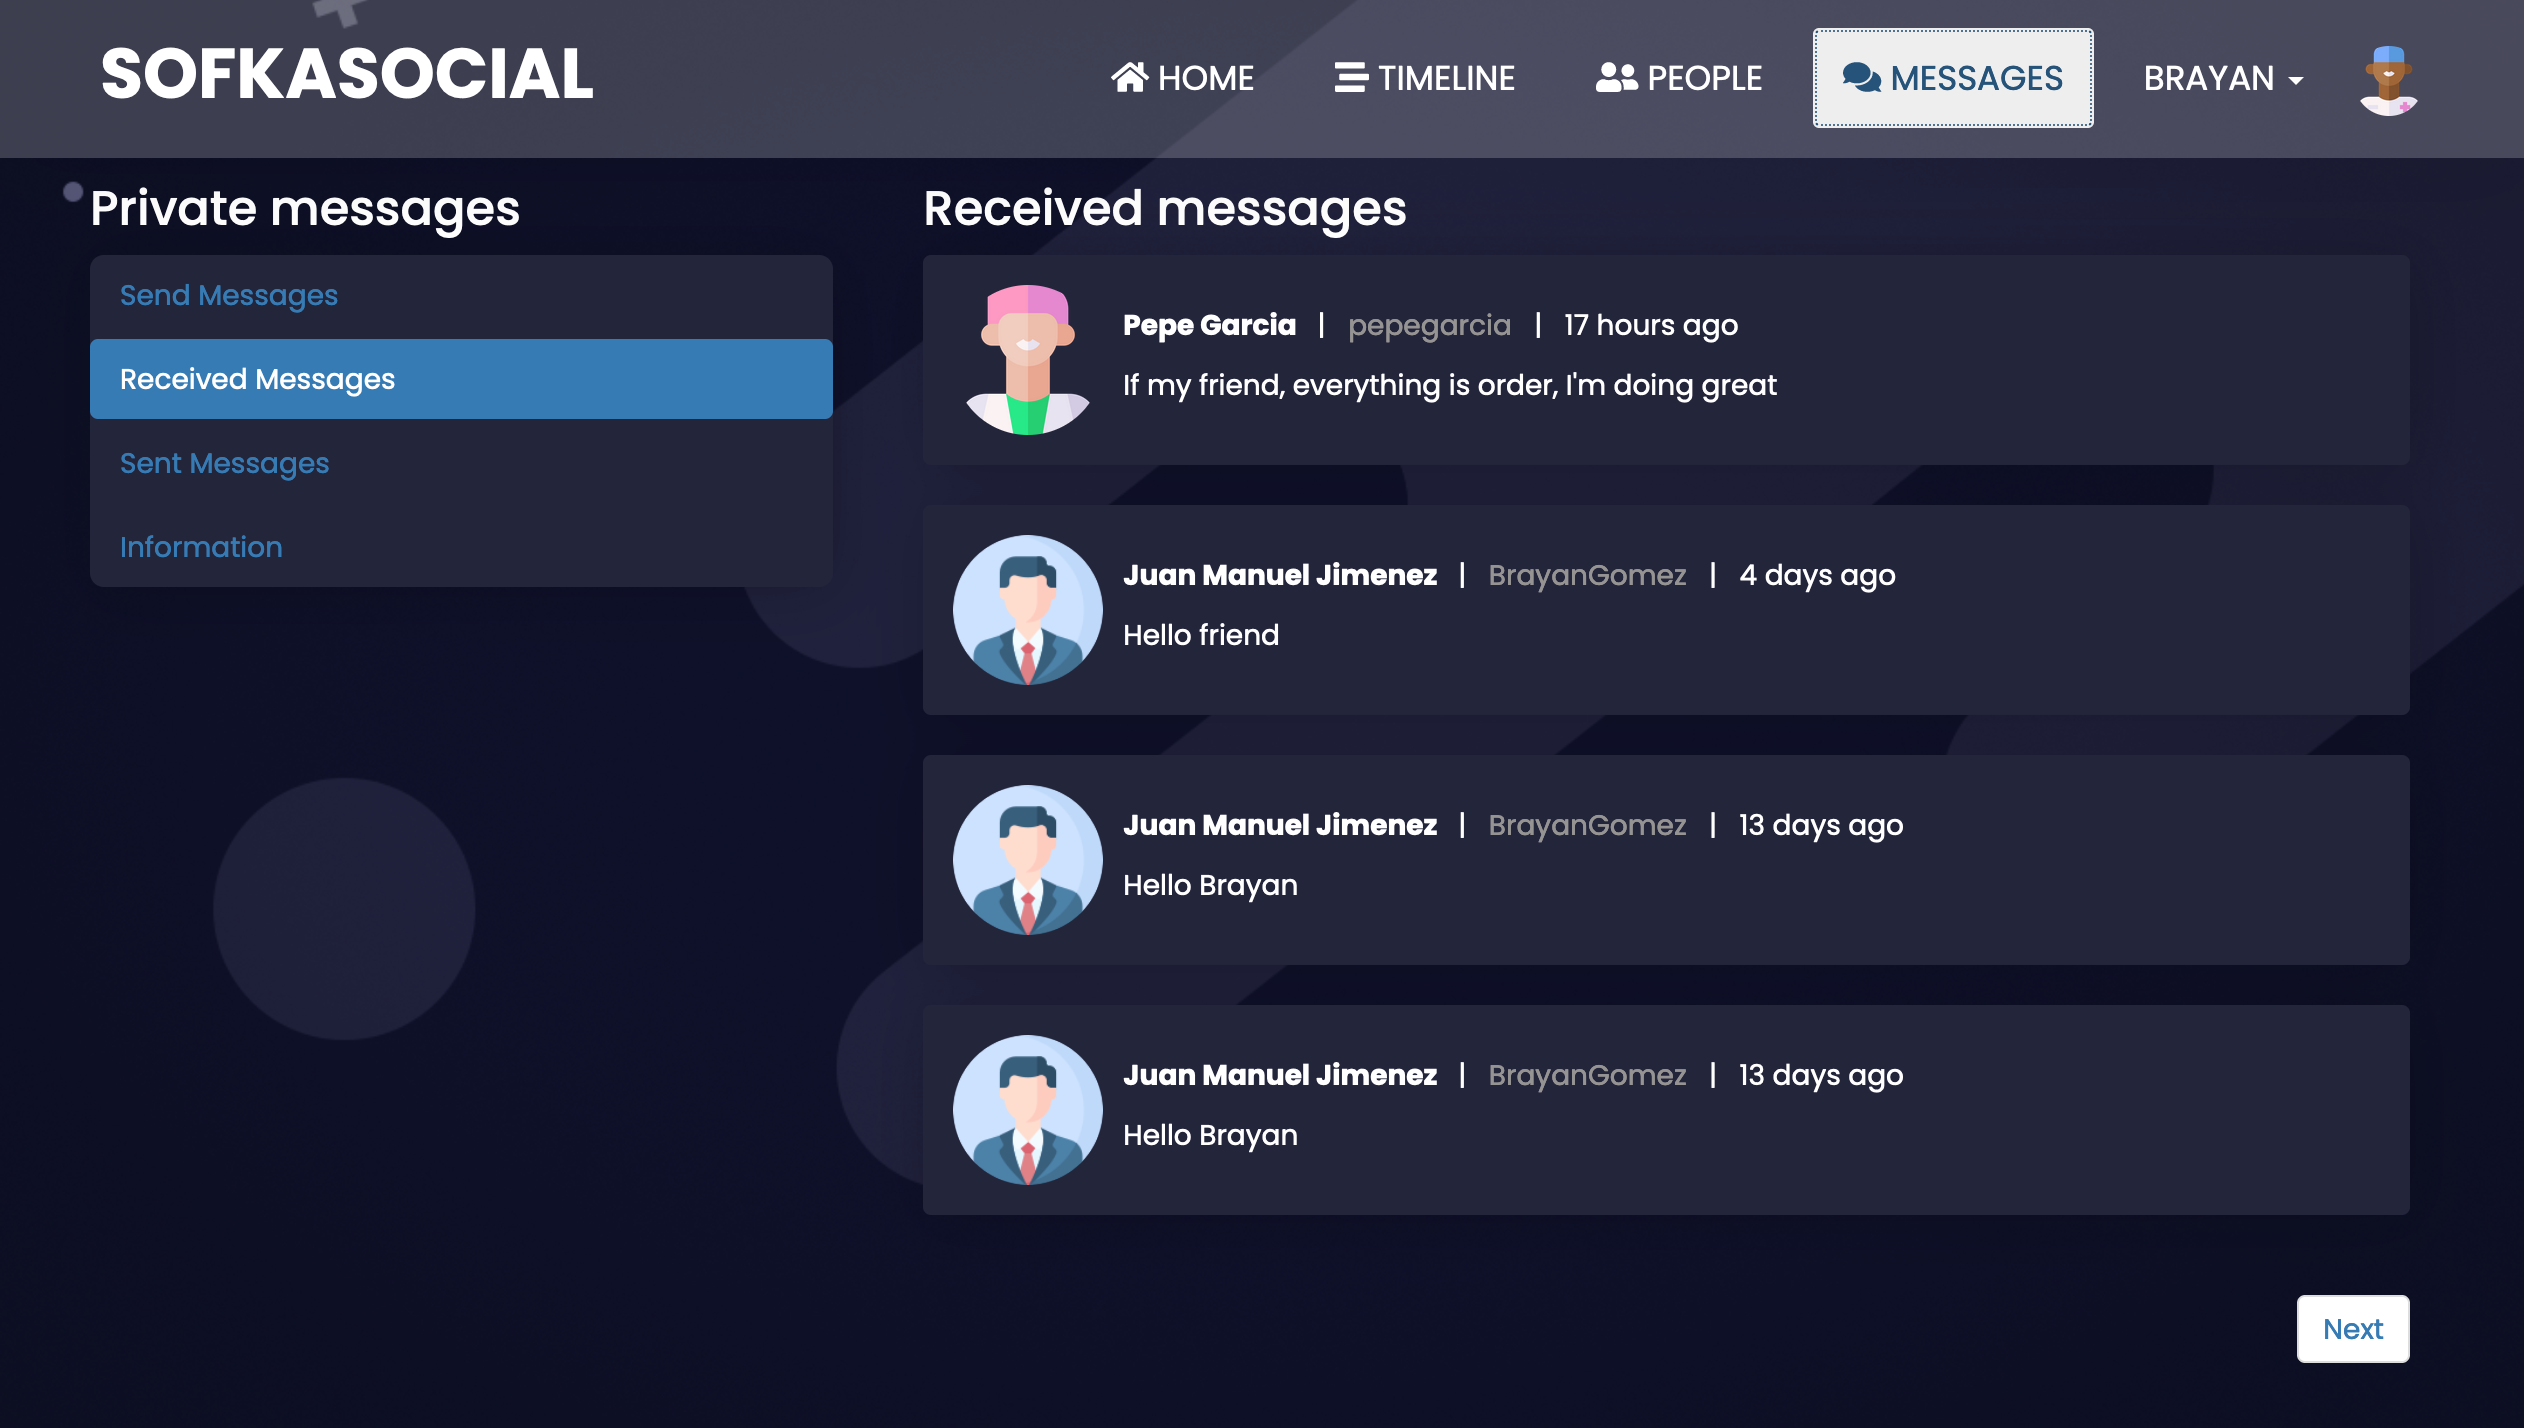 SOFKASOCIAL
HOME
TIMELINE
PEOPLE
MESSAGES
BRAYAN
Private messages
Send Messages
Received Messages
Sent Messages
Information
Received messages
Pepe Garcia | pepegarcia | 17 hours ago
If my friend, everything is order, I'm doing great
Juan Manuel Jimenez | BrayanGomez | 4 days ago
Hello friend
Juan Manuel Jimenez | BrayanGomez | 13 days ago
Hello Brayan
Juan Manuel Jimenez | BrayanGomez | 13 days ago
Hello Brayan
Next